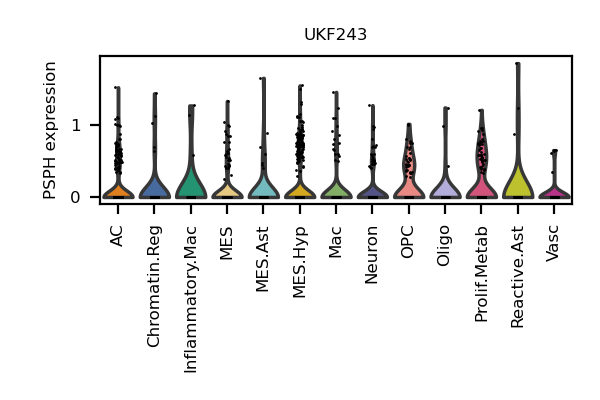 UKF243
PSPH expression
1
0
AC
Chromatin.Reg
Inflammatory.Mac
MES
MES.Ast
MES.Hyp
Mac
Neuron
OPC
Oligo
Prolif.Metab
Reactive.Ast
Vasc